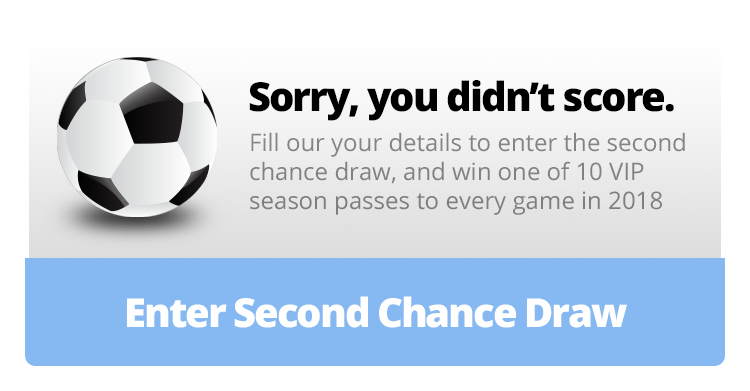 Sorry, you didn’t score.
Fill our your details to enter the second
chance draw, and win one of 10 VIP
season passes to every game in 2018
Enter Second Chance Draw